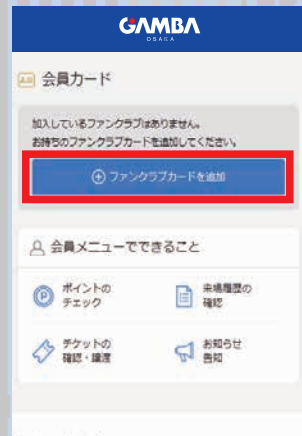 GAMBA
OSAKA
会員カード
加入しているファンクラブはありません。
お持ちのファンクラブカードを追加してください。
ファンクラブカードを追加
会員メニューでできること
ポイントの
チェック
来場履歴の
確認
チケットの
確認・譲渡
お知らせ
告知